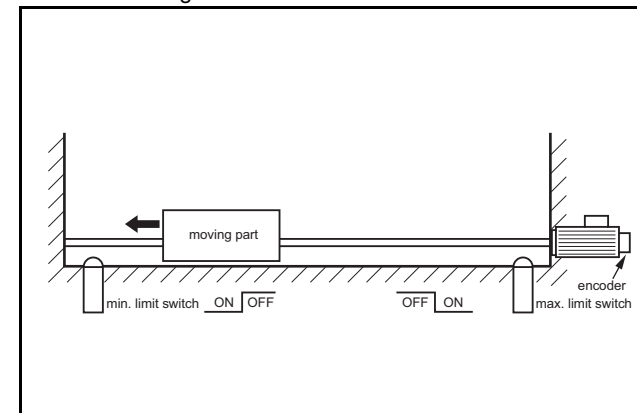 moving part
encoder
min. limit switch ON OFF OFF ON max. limit switch